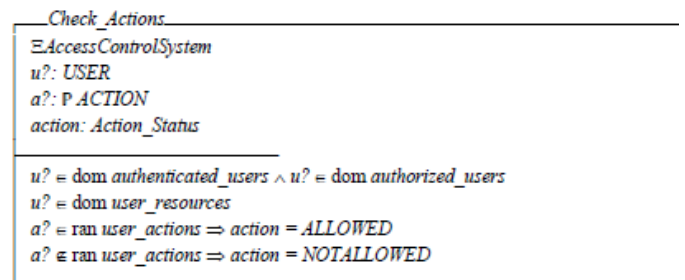 Check_Actions
ΞAccessControlSystem
u?: USER
a?: ℙ ACTION
action: Action_Status
u? ∈ dom authenticated_users ∧ u? ∈ dom authorized_users
u? ∈ dom user_resources
a? ∈ ran user_actions ⇒ action = ALLOWED
a? ∉ ran user_actions ⇒ action = NOTALLOWED